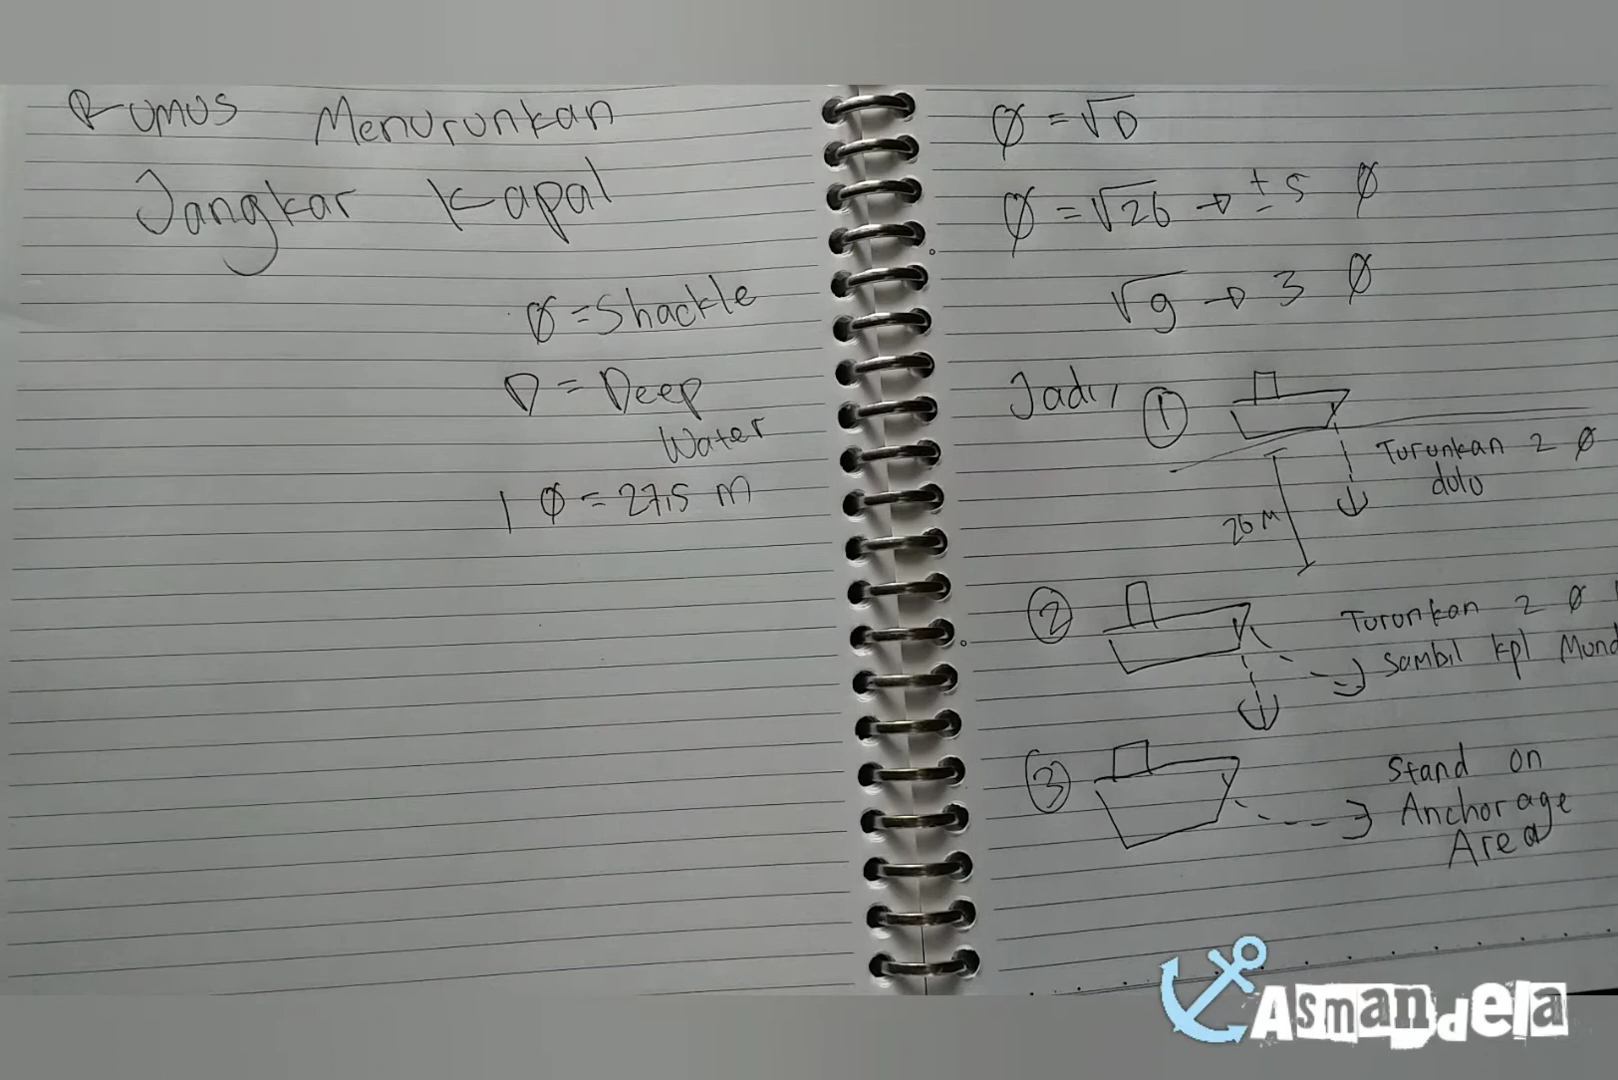 Rumus Menurunkan
Jangkar Kapal
Ø = Shackle
D = Deep
Water
1 Ø = 27,5 M
Ø = √D
Ø = √26 → ± 5 Ø
√9 → 3 Ø
Jadi,
1
Turunkan 2 Ø
dulu
26 M
2
Turunkan 2 Ø
Sambil kpl Mund
3
Stand on
Anchorage
Area
Asmandela